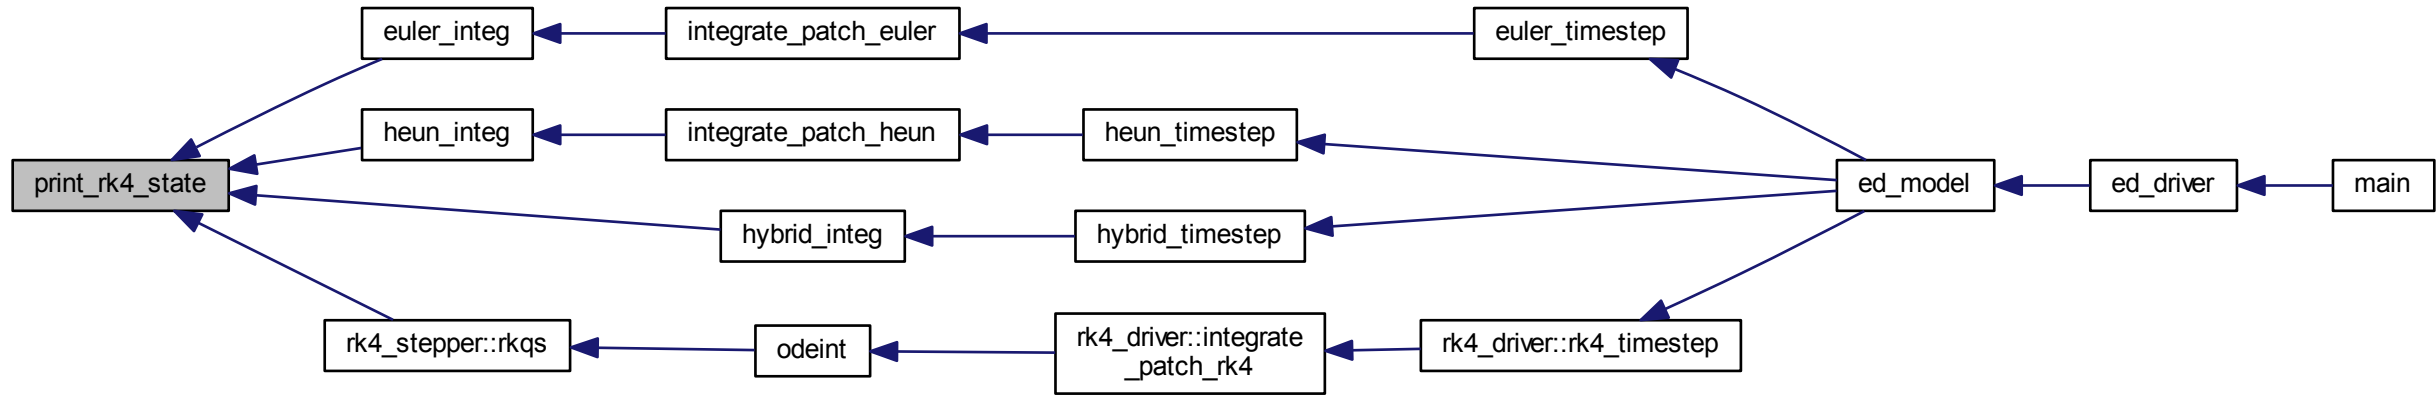 euler_integ
integrate_patch_euler
euler_timestep
heun_integ
integrate_patch_heun
heun_timestep
print_rk4_state
ed_model
ed_driver
main
hybrid_integ
hybrid_timestep
rk4_stepper::rkqs
odeint
rk4_driver::integrate
_patch_rk4
rk4_driver::rk4_timestep